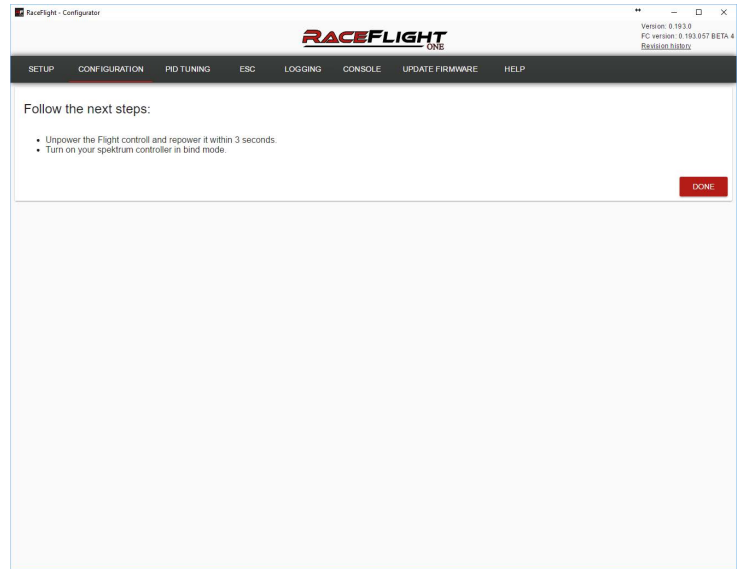 RaceFlight - Configurator
RACEFLIGHT
ONE
Version: 0.193.0
FC version: 0.193.057 BETA 4
Revision history
SETUP CONFIGURATION PID TUNING ESC LOGGING CONSOLE UPDATE FIRMWARE HELP
Follow the next steps:
Unpower the Flight controll and repower it within 3 seconds.
Turn on your spektrum controller in bind mode.
DONE